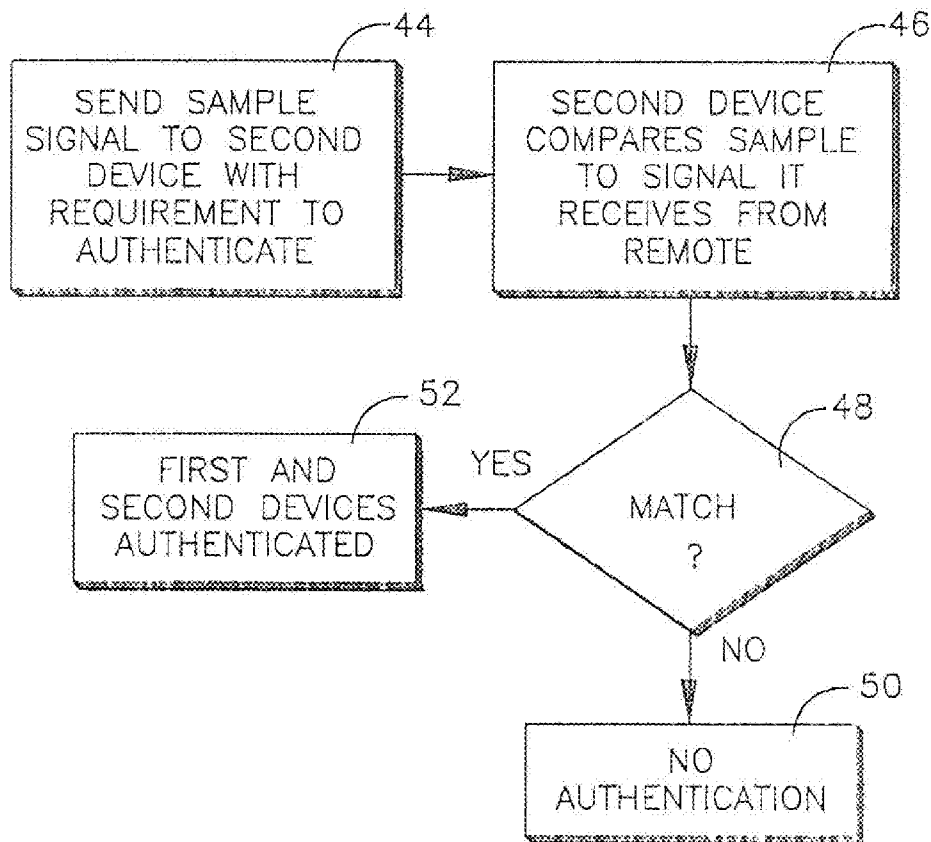 44
SEND SAMPLE
SIGNAL TO SECOND
DEVICE WITH
REQUIREMENT TO
AUTHENTICATE
46
SECOND DEVICE
COMPARES SAMPLE
TO SIGNAL IT
RECEIVES FROM
REMOTE
48
MATCH
?
YES
52
FIRST AND
SECOND DEVICES
AUTHENTICATED
NO
50
NO
AUTHENTICATION